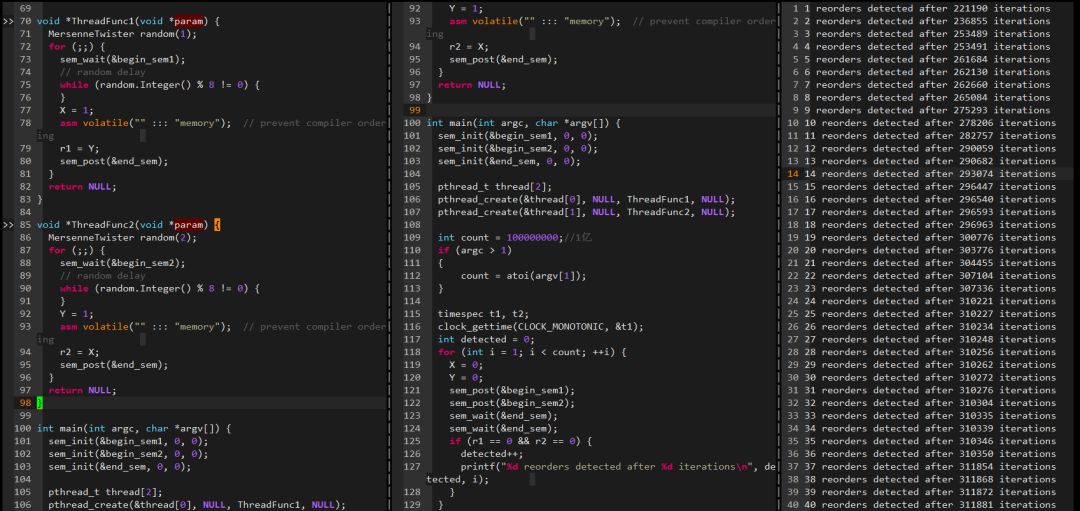 69
>> 70 void *ThreadFunc1(void *param) {
71 MersenneTwister random(1);
72 for (;;) {
73 sem_wait(&begin_sem1);
74 // random delay
75 while (random.Integer() % 8 != 0) {
76 }
77 X = 1;
78 asm volatile("" ::: "memory"); // prevent compiler order
ing
79 r1 = Y;
80 sem_post(&end_sem);
81 }
82 return NULL;
83 }
84
>> 85 void *ThreadFunc2(void *param) {
86 MersenneTwister random(2);
87 for (;;) {
88 sem_wait(&begin_sem2);
89 // random delay
90 while (random.Integer() % 8 != 0) {
91 }
92 Y = 1;
93 asm volatile("" ::: "memory"); // prevent compiler order
ing
94 r2 = X;
95 sem_post(&end_sem);
96 }
97 return NULL;
98 }
99
100 int main(int argc, char *argv[]) {
101 sem_init(&begin_sem1, 0, 0);
102 sem_init(&begin_sem2, 0, 0);
103 sem_init(&end_sem, 0, 0);
104
105 pthread_t thread[2];
106 pthread_create(&thread[0], NULL, ThreadFunc1, NULL);
92 Y = 1;
93 asm volatile("" ::: "memory"); // prevent compiler order
ing
94 r2 = X;
95 sem_post(&end_sem);
96 }
97 return NULL;
98 }
99
100 int main(int argc, char *argv[]) {
101 sem_init(&begin_sem1, 0, 0);
102 sem_init(&begin_sem2, 0, 0);
103 sem_init(&end_sem, 0, 0);
104
105 pthread_t thread[2];
106 pthread_create(&thread[0], NULL, ThreadFunc1, NULL);
107 pthread_create(&thread[1], NULL, ThreadFunc2, NULL);
108
109 int count = 100000000;//1亿
110 if (argc > 1)
111 {
112 count = atoi(argv[1]);
113 }
114
115 timespec t1, t2;
116 clock_gettime(CLOCK_MONOTONIC, &t1);
117 int detected = 0;
118 for (int i = 1; i < count; ++i) {
119 X = 0;
120 Y = 0;
121 sem_post(&begin_sem1);
122 sem_post(&begin_sem2);
123 sem_wait(&end_sem);
124 sem_wait(&end_sem);
125 if (r1 == 0 && r2 == 0) {
126 detected++;
127 printf("%d reorders detected after %d iterations\n", de
tected, i);
128 }
129 }
1 1 reorders detected after 221190 iterations
2 2 reorders detected after 236855 iterations
3 3 reorders detected after 253489 iterations
4 4 reorders detected after 253491 iterations
5 5 reorders detected after 261684 iterations
6 6 reorders detected after 262130 iterations
7 7 reorders detected after 262660 iterations
8 8 reorders detected after 265084 iterations
9 9 reorders detected after 275293 iterations
10 10 reorders detected after 278206 iterations
11 11 reorders detected after 282757 iterations
12 12 reorders detected after 290059 iterations
13 13 reorders detected after 290682 iterations
14 14 reorders detected after 293074 iterations
15 15 reorders detected after 296447 iterations
16 16 reorders detected after 296540 iterations
17 17 reorders detected after 296593 iterations
18 18 reorders detected after 296963 iterations
19 19 reorders detected after 300776 iterations
20 20 reorders detected after 303776 iterations
21 21 reorders detected after 304455 iterations
22 22 reorders detected after 307104 iterations
23 23 reorders detected after 307336 iterations
24 24 reorders detected after 310221 iterations
25 25 reorders detected after 310227 iterations
26 26 reorders detected after 310234 iterations
27 27 reorders detected after 310248 iterations
28 28 reorders detected after 310256 iterations
29 29 reorders detected after 310262 iterations
30 30 reorders detected after 310272 iterations
31 31 reorders detected after 310276 iterations
32 32 reorders detected after 310304 iterations
33 33 reorders detected after 310335 iterations
34 34 reorders detected after 310339 iterations
35 35 reorders detected after 310346 iterations
36 36 reorders detected after 310350 iterations
37 37 reorders detected after 311854 iterations
38 38 reorders detected after 311868 iterations
39 39 reorders detected after 311872 iterations
40 40 reorders detected after 311881 iterations